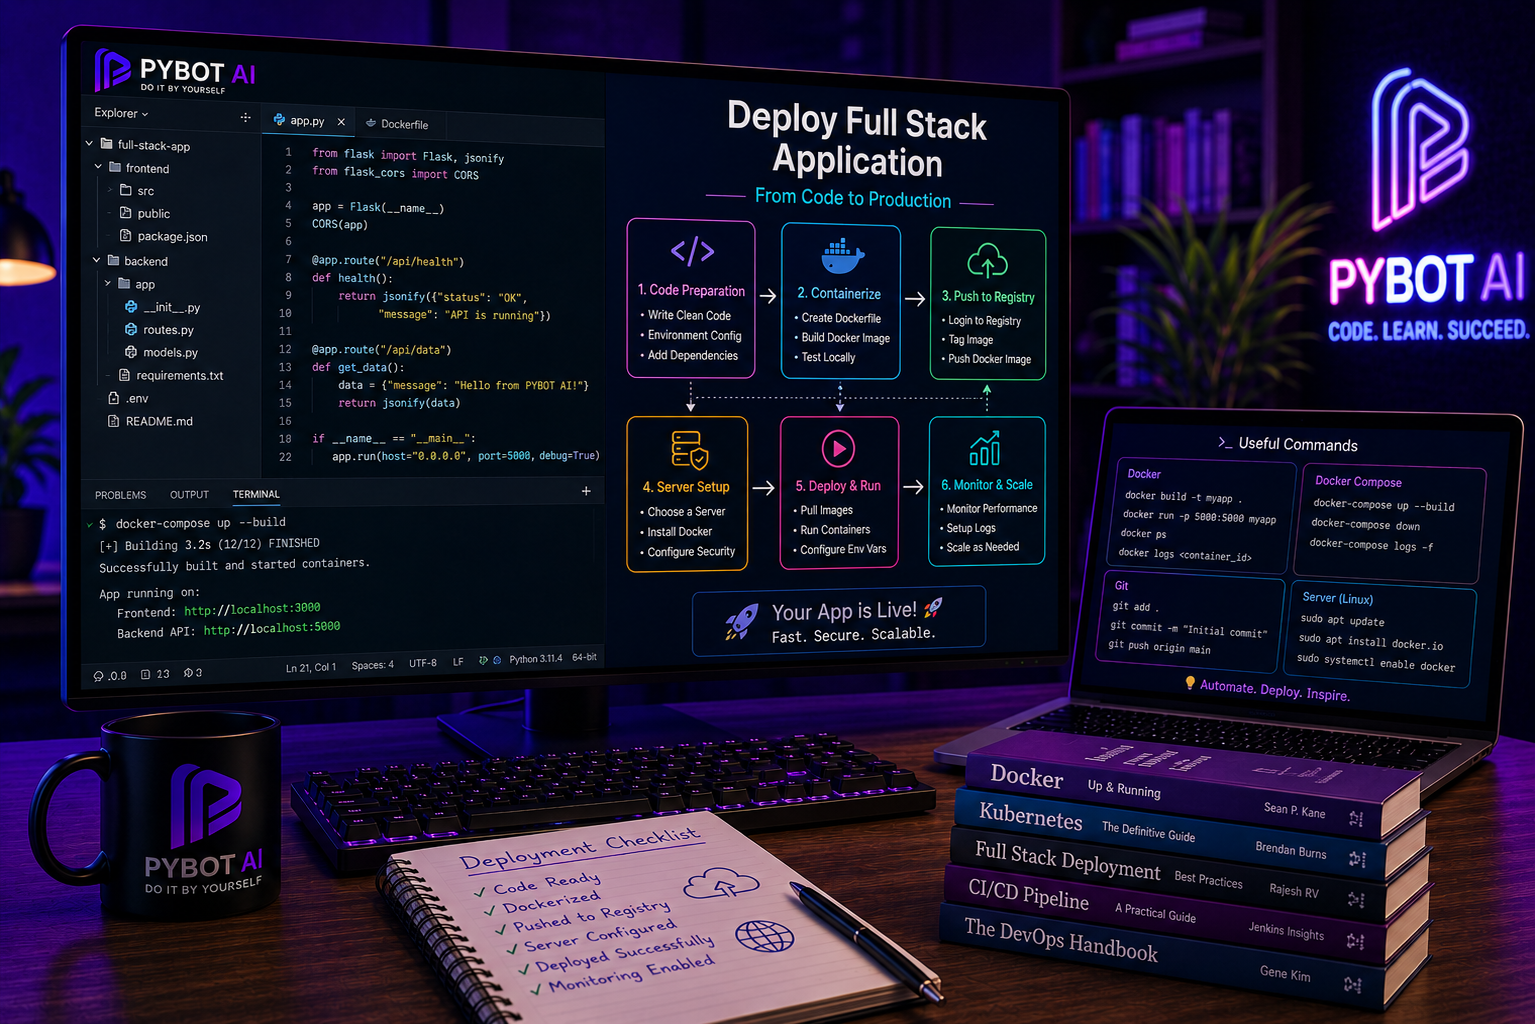 PYBOT AI
DO IT BY YOURSELF
Explorer
full-stack-app
frontend
src
public
package.json
backend
app
__init__.py
routes.py
models.py
requirements.txt
.env
README.md
app.py
Dockerfile
1 from flask import Flask, jsonify
2 from flask_cors import CORS
3
4 app = Flask(__name__)
5 CORS(app)
6
7 @app.route("/api/health")
8 def health():
9 return jsonify({"status": "OK",
10 "message": "API is running"})
11
12 @app.route("/api/data")
13 def get_data():
14 data = {"message": "Hello from PYBOT AI!"}
15 return jsonify(data)
16
18 if __name__ == "__main__":
22 app.run(host="0.0.0.0", port=5000, debug=True)
PROBLEMS OUTPUT TERMINAL
$ docker-compose up --build
[+] Building 3.2s (12/12) FINISHED
Successfully built and started containers.
App running on:
Frontend: http://localhost:3000
Backend API: http://localhost:5000
.0.0 23 3 Ln 21, Col 1 Spaces: 4 UTF-8 LF Python 3.11.4 64-bit
Deploy Full Stack
Application
From Code to Production
</>
1. Code Preparation
• Write Clean Code
• Environment Config
• Add Dependencies
2. Containerize
• Create Dockerfile
• Build Docker Image
• Test Locally
3. Push to Registry
• Login to Registry
• Tag Image
• Push Docker Image
4. Server Setup
• Choose a Server
• Install Docker
• Configure Security
5. Deploy & Run
• Pull Images
• Run Containers
• Configure Env Vars
6. Monitor & Scale
• Monitor Performance
• Setup Logs
• Scale as Needed
Your App is Live!
Fast. Secure. Scalable.
PYBOT AI
CODE. LEARN. SUCCEED.
>_ Useful Commands
Docker
docker build -t myapp .
docker run -p 5000:5000 myapp
docker ps
docker logs <container_id>
Docker Compose
docker-compose up --build
docker-compose down
docker-compose logs -f
Git
git add .
git commit -m "Initial commit"
git push origin main
Server (Linux)
sudo apt update
sudo apt install docker.io
sudo systemctl enable docker
Automate. Deploy. Inspire.
PYBOT AI
DO IT BY YOURSELF
Deployment Checklist
✓ Code Ready
✓ Dockerized
✓ Pushed to Registry
✓ Server Configured
✓ Deployed Successfully
✓ Monitoring Enabled
Docker Up & Running Sean P. Kane
Kubernetes The Definitive Guide Brendan Burns
Full Stack Deployment Best Practices Rajesh RV
CI/CD Pipeline A Practical Guide Jenkins Insights
The DevOps Handbook Gene Kim